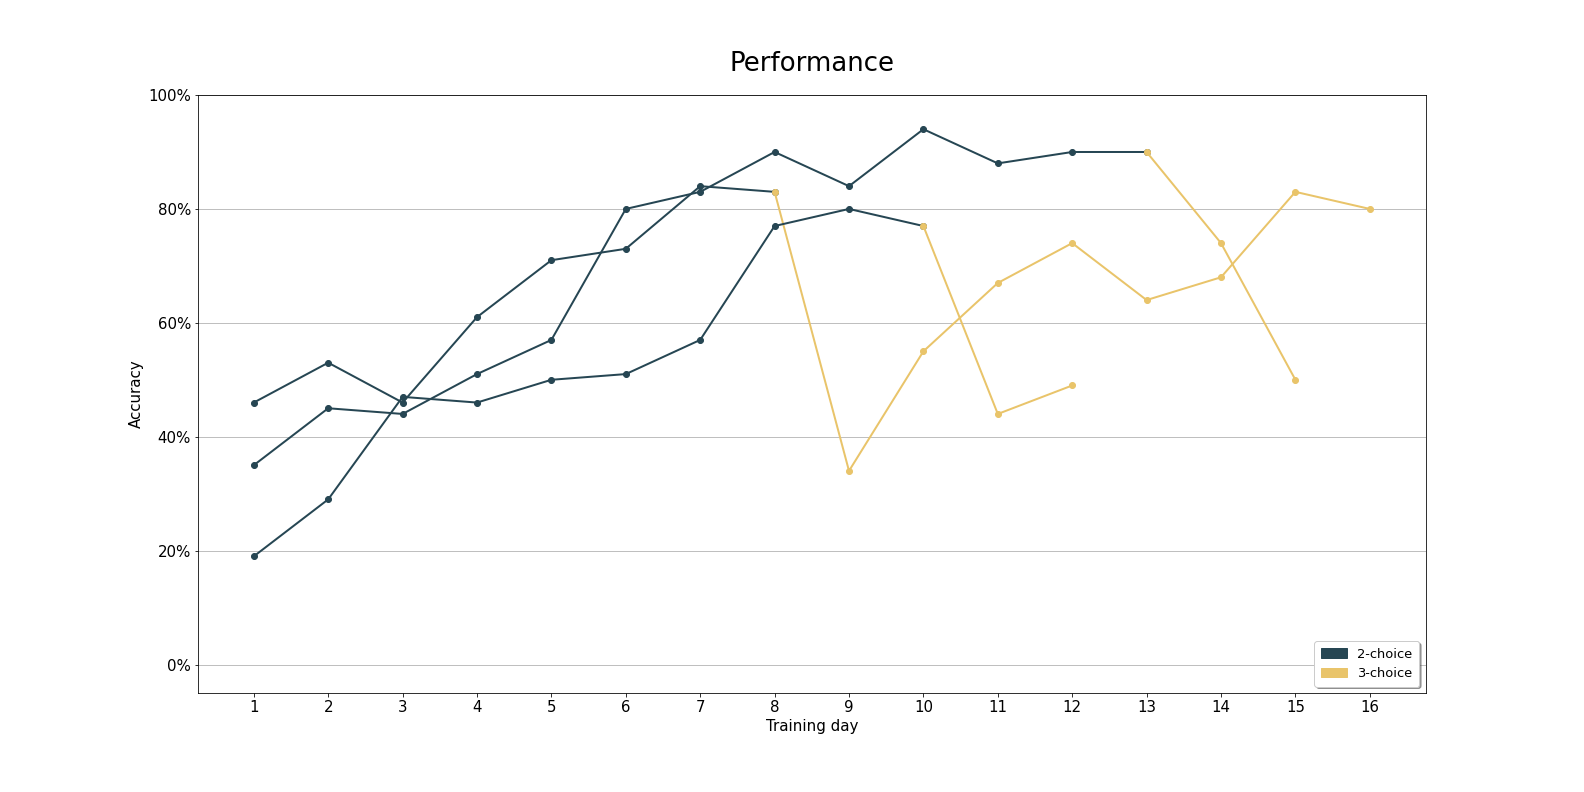 Performance
100%
80%
60%
40%
20%
0%
Accuracy
1 2 3 4 5 6 7 8 9 10 11 12 13 14 15 16
Training day
2-choice
3-choice